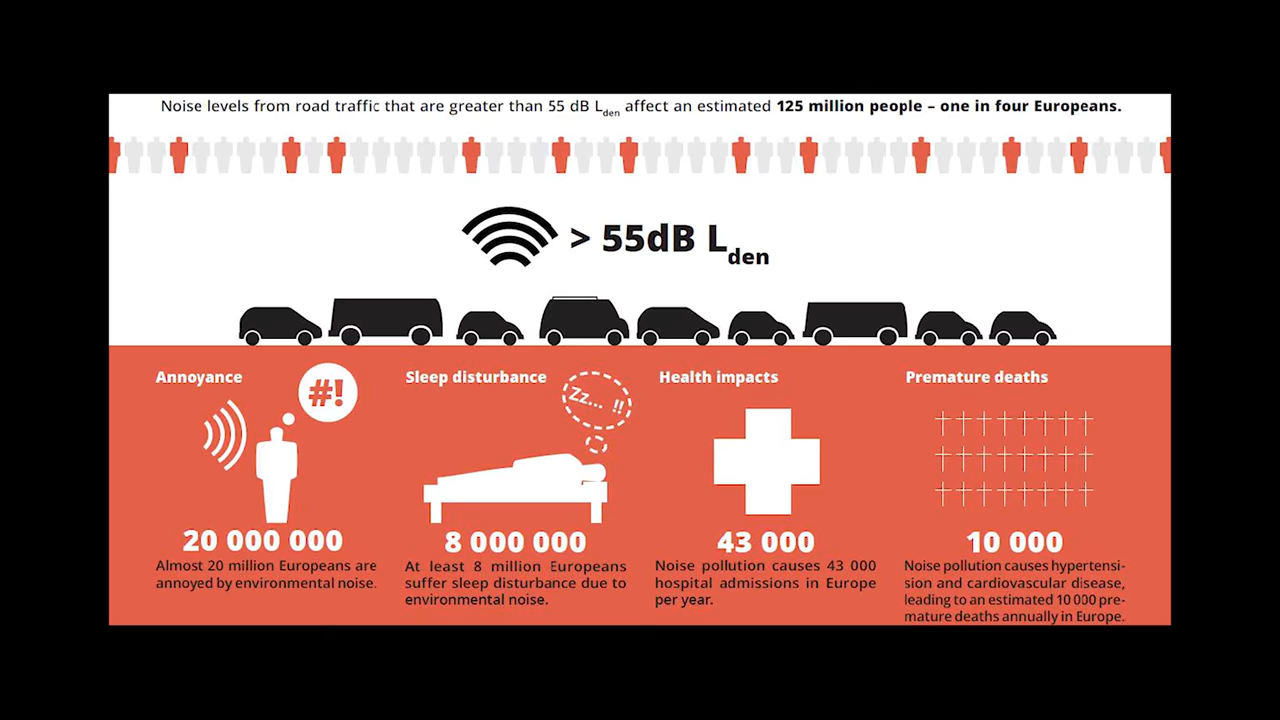 Noise levels from road traffic that are greater than 55 dB Lden affect an estimated 125 million people – one in four Europeans.
> 55dB Lden
Annoyance
#!
Sleep disturbance
Zz... !!
Health impacts
Premature deaths
20 000 000
Almost 20 million Europeans are
annoyed by environmental noise.
8 000 000
At least 8 million Europeans
suffer sleep disturbance due to
environmental noise.
43 000
Noise pollution causes 43 000
hospital admissions in Europe
per year.
10 000
Noise pollution causes hypertensi-
sion and cardiovascular disease,
leading to an estimated 10 000 pre-
mature deaths annually in Europe.